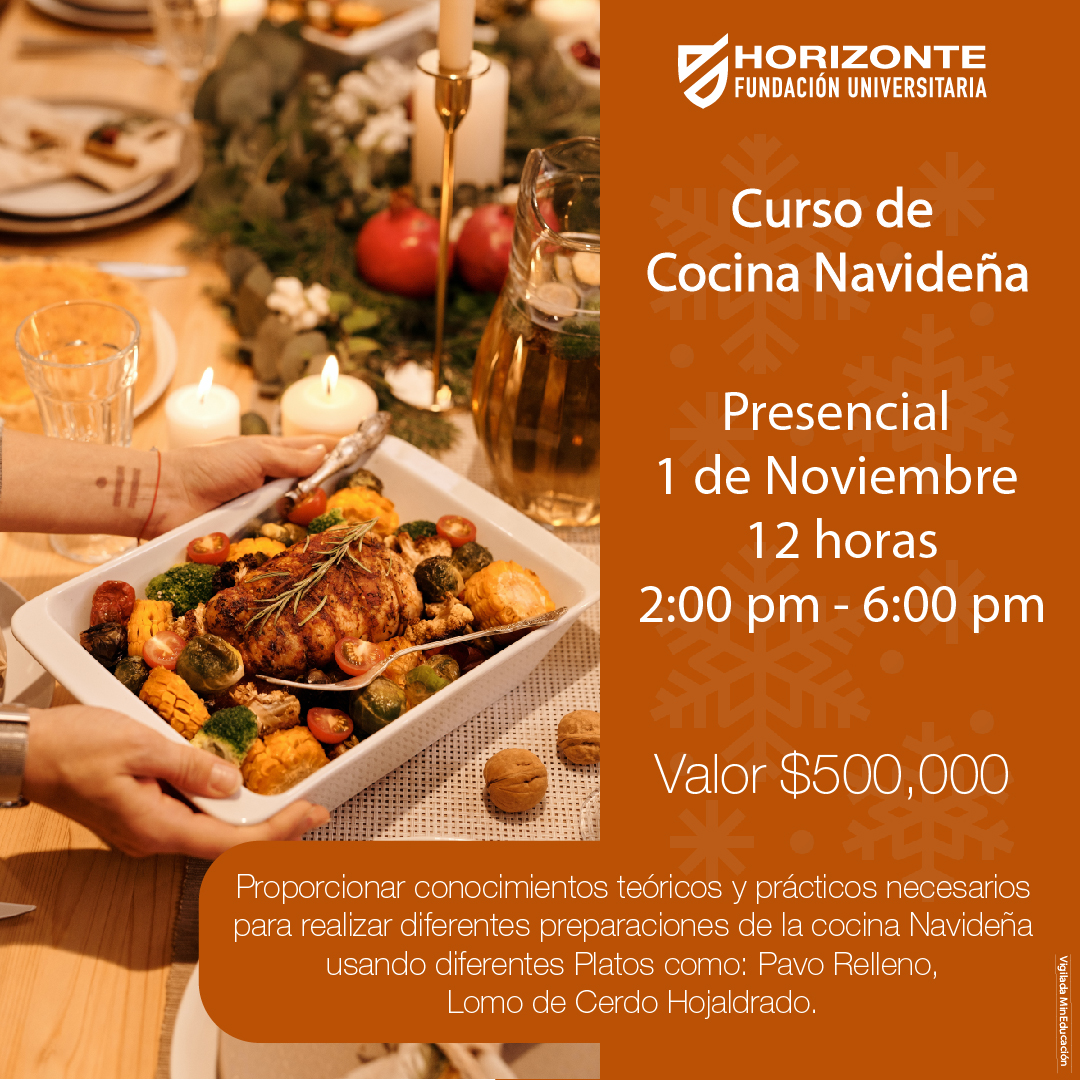 HORIZONTE
FUNDACIÓN UNIVERSITARIA
Curso de
Cocina Navideña
Presencial
1 de Noviembre
12 horas
2:00 pm - 6:00 pm
Valor $500,000
Proporcionar conocimientos teóricos y prácticos necesarios
para realizar diferentes preparaciones de la cocina Navideña
usando diferentes Platos como: Pavo Relleno,
Lomo de Cerdo Hojaldrado.
Vigilada MinEducación